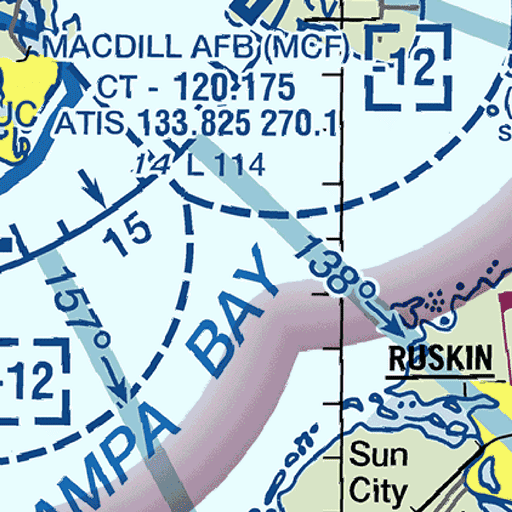 MACDILL AFB (MCF)
CT - 120.175
ATIS 133.825 270.1
14 L 114
-12
UC
15
138°
157°
TAMPA BAY
RUSKIN
-12
Sun
City